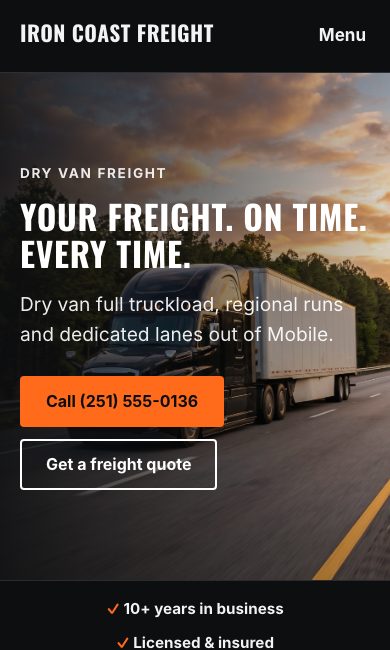 IRON COAST FREIGHT
Menu
DRY VAN FREIGHT
YOUR FREIGHT. ON TIME.
EVERY TIME.
Dry van full truckload, regional runs
and dedicated lanes out of Mobile.
Call (251) 555-0136
Get a freight quote
✓ 10+ years in business
✓ Licensed & insured